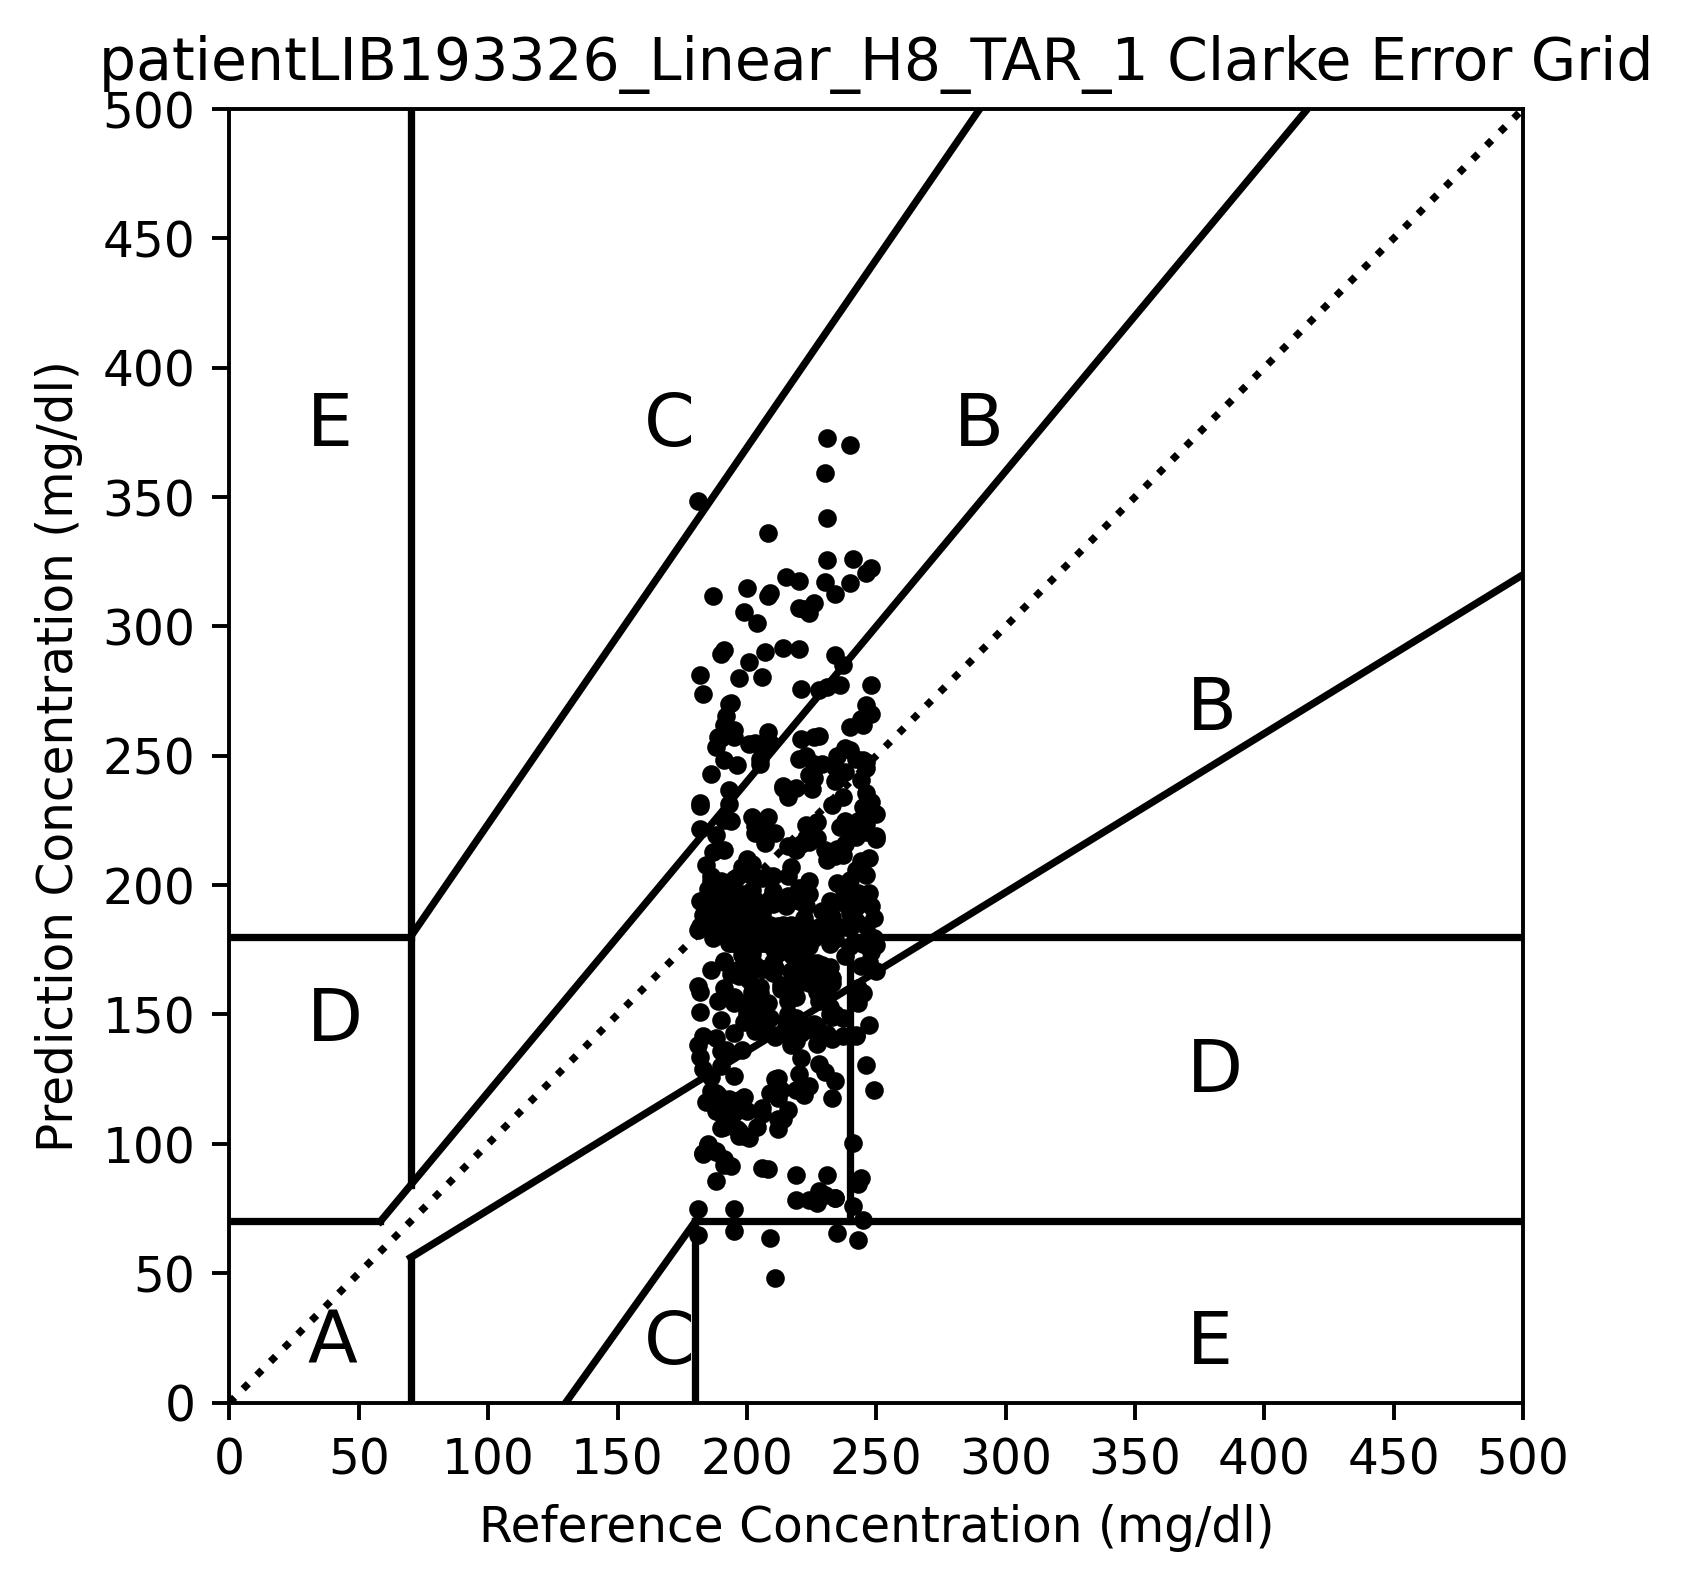 patientLIB193326_Linear_H8_TAR_1 Clarke Error Grid
500
450
400
350
300
250
200
150
100
50
0
Prediction Concentration (mg/dl)
E
C
B
B
D
D
A
C
E
0 50 100 150 200 250 300 350 400 450 500
Reference Concentration (mg/dl)